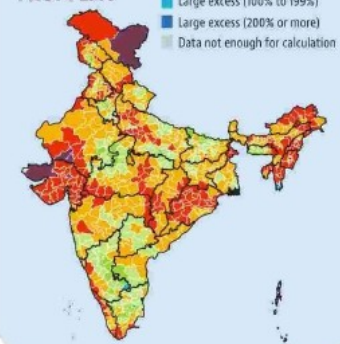 Large excess (100% to 199%)
Large excess (200% or more)
Data not enough for calculation